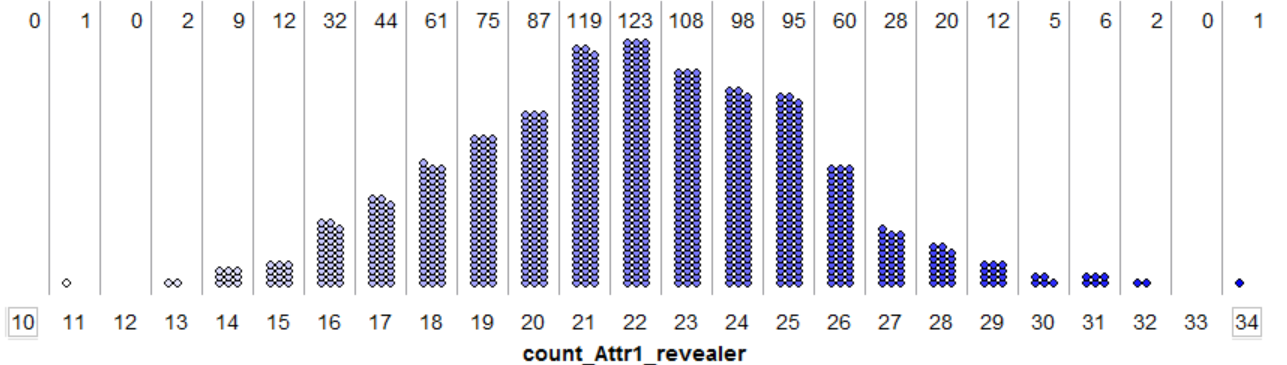 0 1 0 2 9 12 32 44 61 75 87 119 123 108 98 95 60 28 20 12 5 6 2 0 1
10 11 12 13 14 15 16 17 18 19 20 21 22 23 24 25 26 27 28 29 30 31 32 33 34
count_Attr1_revealer